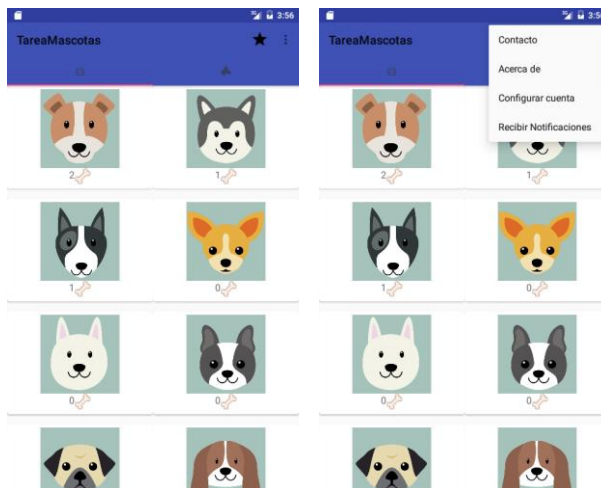 3:56
TareaMascotas
2
1
1
0
0
0
3:56
TareaMascotas
Contacto
Acerca de
Configurar cuenta
Recibir Notificaciones
2
1
1
0
0
0